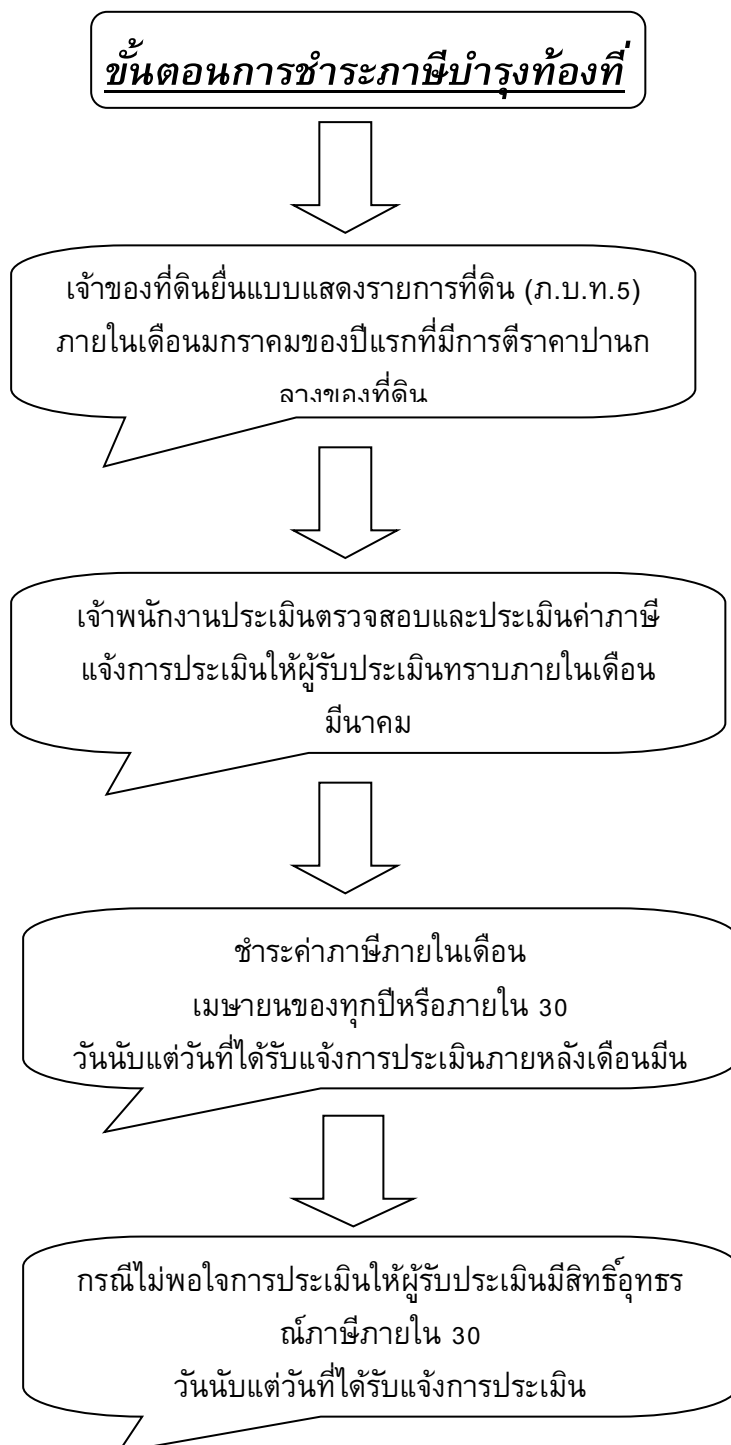 ขั้นตอนการชำระภาษีบำรุงท้องที่
เจ้าของที่ดินยื่นแบบแสดงรายการที่ดิน (ภ.บ.ท.5)
ภายในเดือนมกราคมของปีแรกที่มีการตีราคาปานก
ลางของที่ดิน
เจ้าพนักงานประเมินตรวจสอบและประเมินค่าภาษี
แจ้งการประเมินให้ผู้รับประเมินทราบภายในเดือน
มีนาคม
ชำระค่าภาษีภายในเดือน
เมษายนของทุกปีหรือภายใน 30
วันนับแต่วันที่ได้รับแจ้งการประเมินภายหลังเดือนมีน
กรณีไม่พอใจการประเมินให้ผู้รับประเมินมีสิทธิ์อุทธร
ณ์ภาษีภายใน 30
วันนับแต่วันที่ได้รับแจ้งการประเมิน